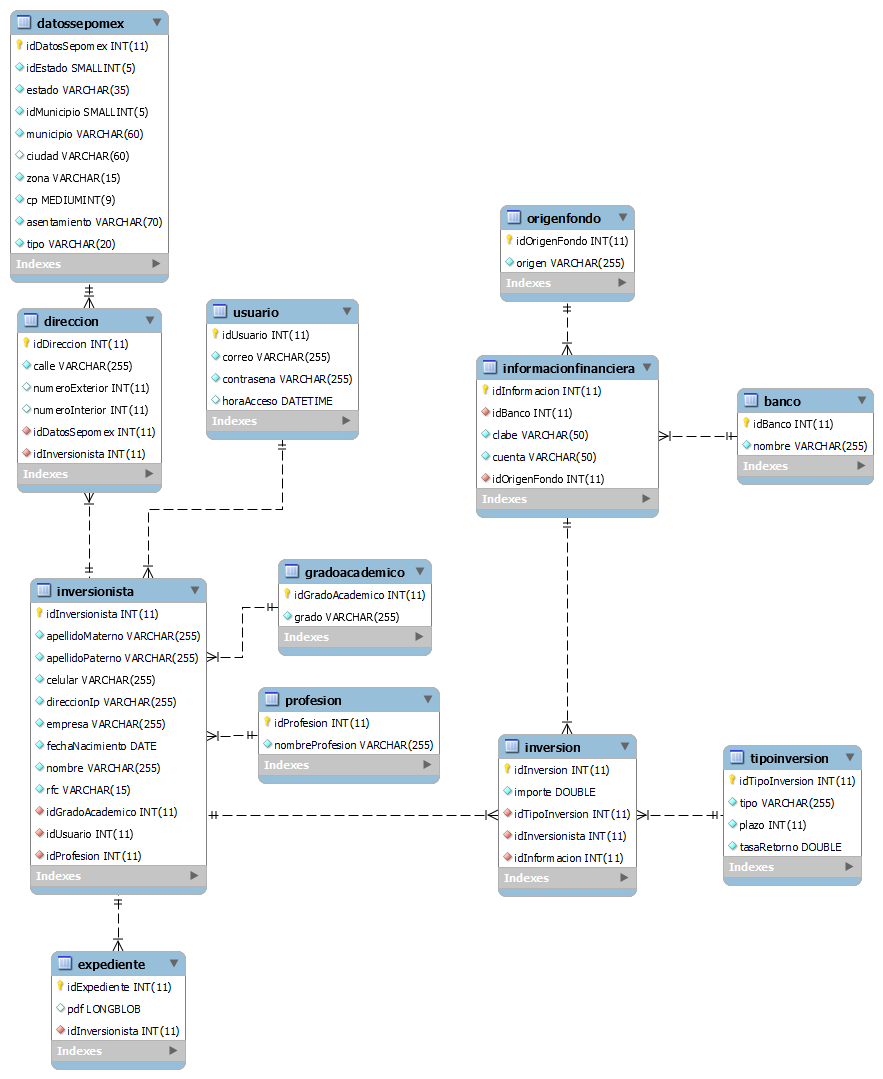 datossepomex
idDatosSepomex INT(11)
idEstado SMALLINT(5)
estado VARCHAR(35)
idMunicipio SMALLINT(5)
municipio VARCHAR(60)
ciudad VARCHAR(60)
zona VARCHAR(15)
cp MEDIUMINT(9)
asentamiento VARCHAR(70)
tipo VARCHAR(20)
Indexes
direccion
idDireccion INT(11)
calle VARCHAR(255)
numeroExterior INT(11)
numeroInterior INT(11)
idDatosSepomex INT(11)
idInversionista INT(11)
Indexes
usuario
idUsuario INT(11)
correo VARCHAR(255)
contrasena VARCHAR(255)
horaAcceso DATETIME
Indexes
origenfondo
idOrigenFondo INT(11)
origen VARCHAR(255)
Indexes
informacionfinanciera
idInformacion INT(11)
idBanco INT(11)
clabe VARCHAR(50)
cuenta VARCHAR(50)
idOrigenFondo INT(11)
Indexes
banco
idBanco INT(11)
nombre VARCHAR(255)
Indexes
inversionista
idInversionista INT(11)
apellidoMaterno VARCHAR(255)
apellidoPaterno VARCHAR(255)
celular VARCHAR(255)
direccionIp VARCHAR(255)
empresa VARCHAR(255)
fechaNacimiento DATE
nombre VARCHAR(255)
rfc VARCHAR(15)
idGradoAcademico INT(11)
idUsuario INT(11)
idProfesion INT(11)
Indexes
gradoacademico
idGradoAcademico INT(11)
grado VARCHAR(255)
Indexes
profesion
idProfesion INT(11)
nombreProfesion VARCHAR(255)
Indexes
inversion
idInversion INT(11)
importe DOUBLE
idTipoInversion INT(11)
idInversionista INT(11)
idInformacion INT(11)
Indexes
tipoinversion
idTipoInversion INT(11)
tipo VARCHAR(255)
plazo INT(11)
tasaRetorno DOUBLE
Indexes
expediente
idExpediente INT(11)
pdf LONGBLOB
idInversionista INT(11)
Indexes